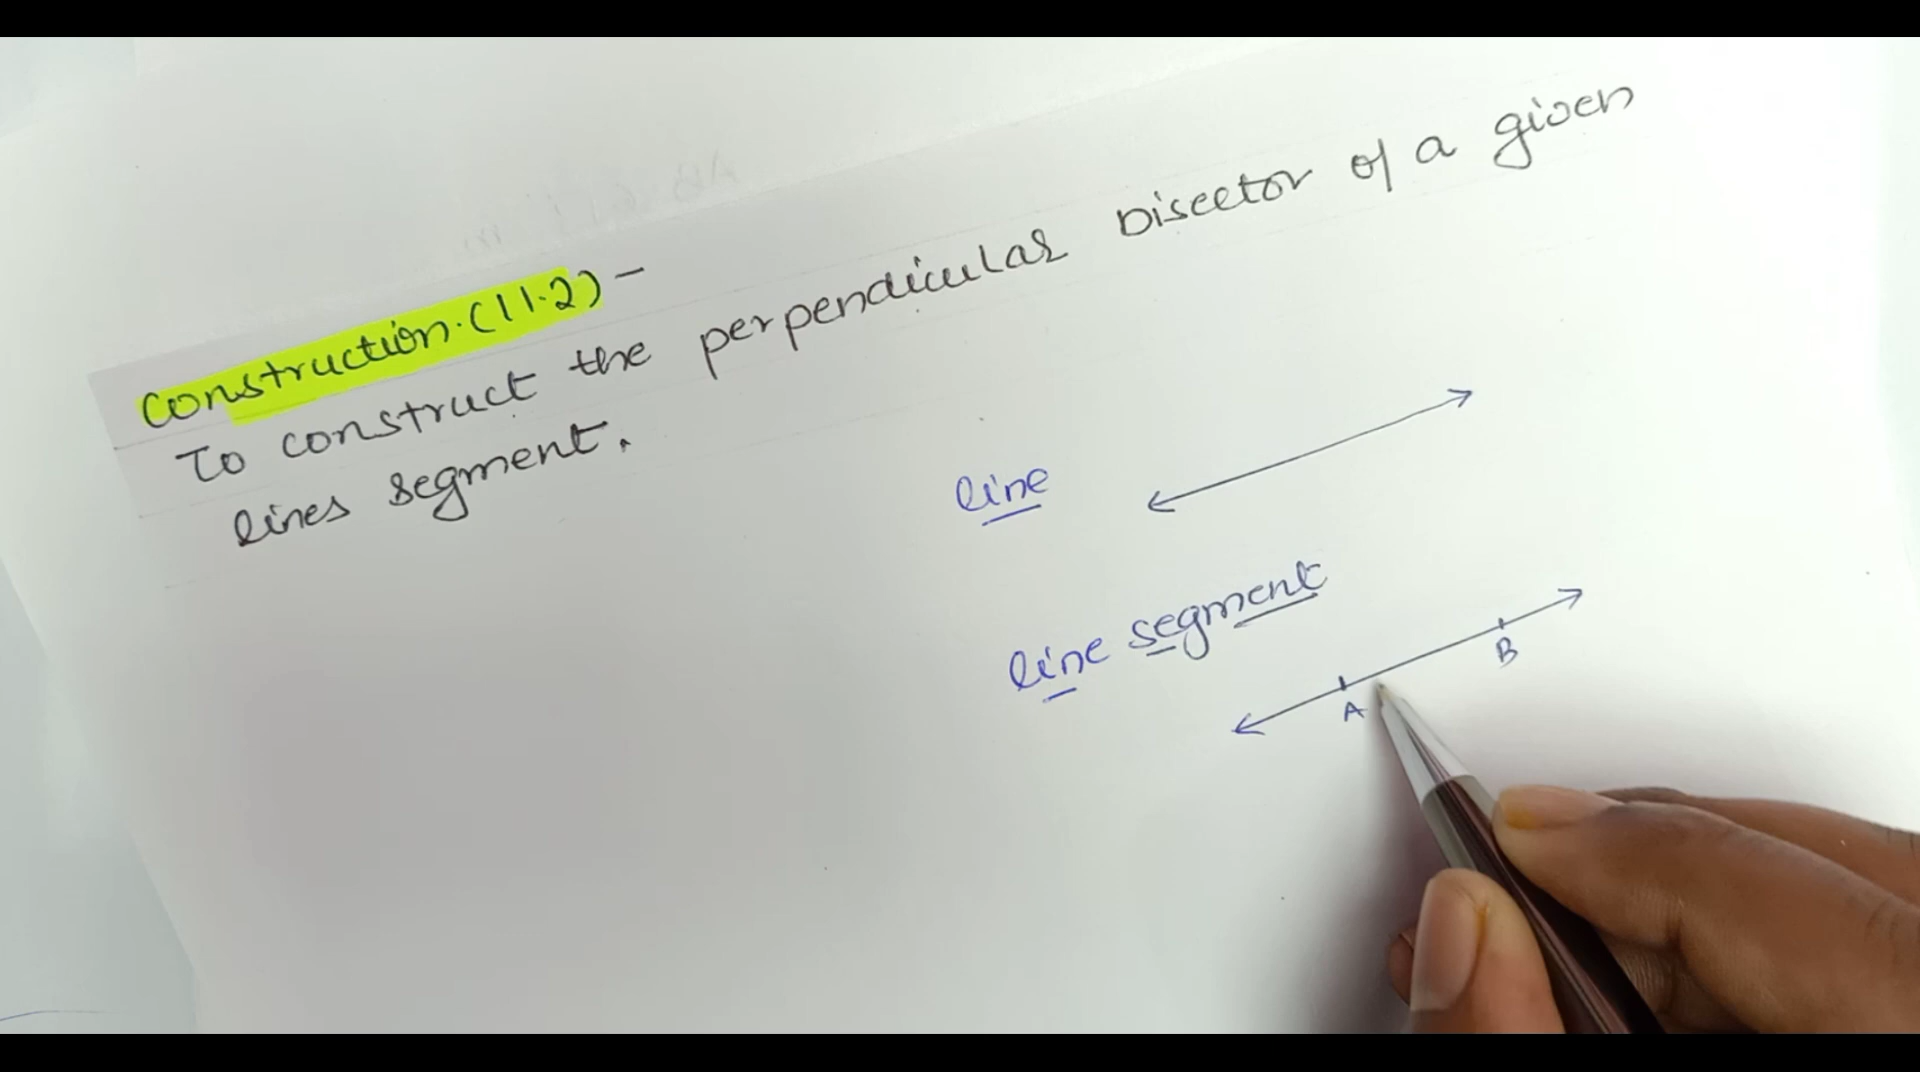 Construction.(11.2) -
To construct the perpendicular Bisector of a given
lines segment.
line
line segment
A
B